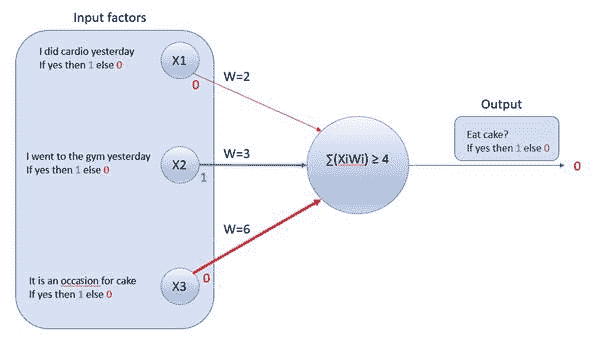 Input factors
I did cardio yesterday
If yes then 1 else 0
X1
0
W=2
I went to the gym yesterday
If yes then 1 else 0
X2
1
W=3
It is an occasion for cake
If yes then 1 else 0
X3
0
W=6
∑(XiWi) ≥ 4
Output
Eat cake?
If yes then 1 else 0
0